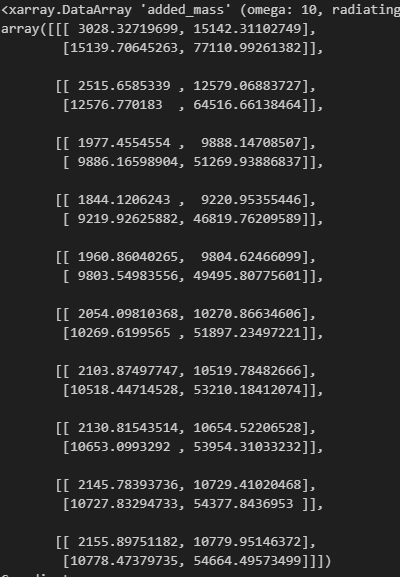 <xarray.DataArray 'added_mass' (omega: 10, radiating
array([[[ 3028.32719699, 15142.31102749],
[15139.70645263, 77110.99261382]],
[[ 2515.6585339 , 12579.06883727],
[12576.770183 , 64516.66138464]],
[[ 1977.4554554 , 9888.14708507],
[ 9886.16598904, 51269.93886837]],
[[ 1844.1206243 , 9220.95355446],
[ 9219.92625882, 46819.76209589]],
[[ 1960.86040265, 9804.62466099],
[ 9803.54983556, 49495.80775601]],
[[ 2054.09810368, 10270.86634606],
[10269.6199565 , 51897.23497221]],
[[ 2103.87497747, 10519.78482666],
[10518.44714528, 53210.18412074]],
[[ 2130.81543514, 10654.52206528],
[10653.0993292 , 53954.31033232]],
[[ 2145.78393736, 10729.41020468],
[10727.83294733, 54377.8436953 ]],
[[ 2155.89751182, 10779.95146372],
[10778.47379735, 54664.49573499]]])